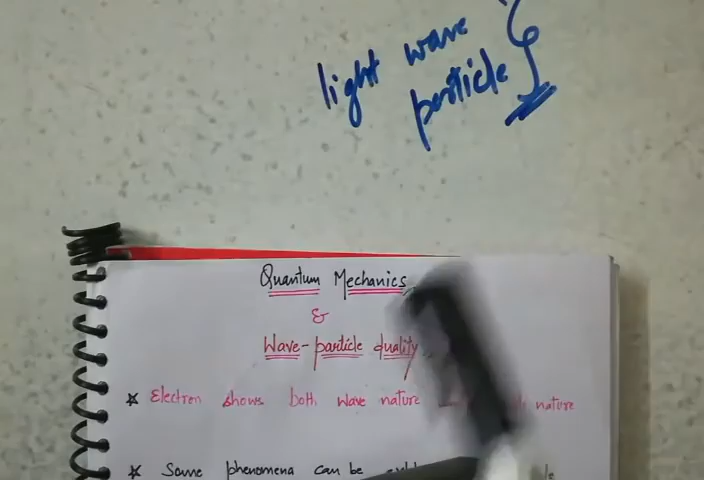 light wave
particle
Quantum Mechanics
&
Wave-particle duality
* Electron shows both wave nature nature
* Some phenomena can be